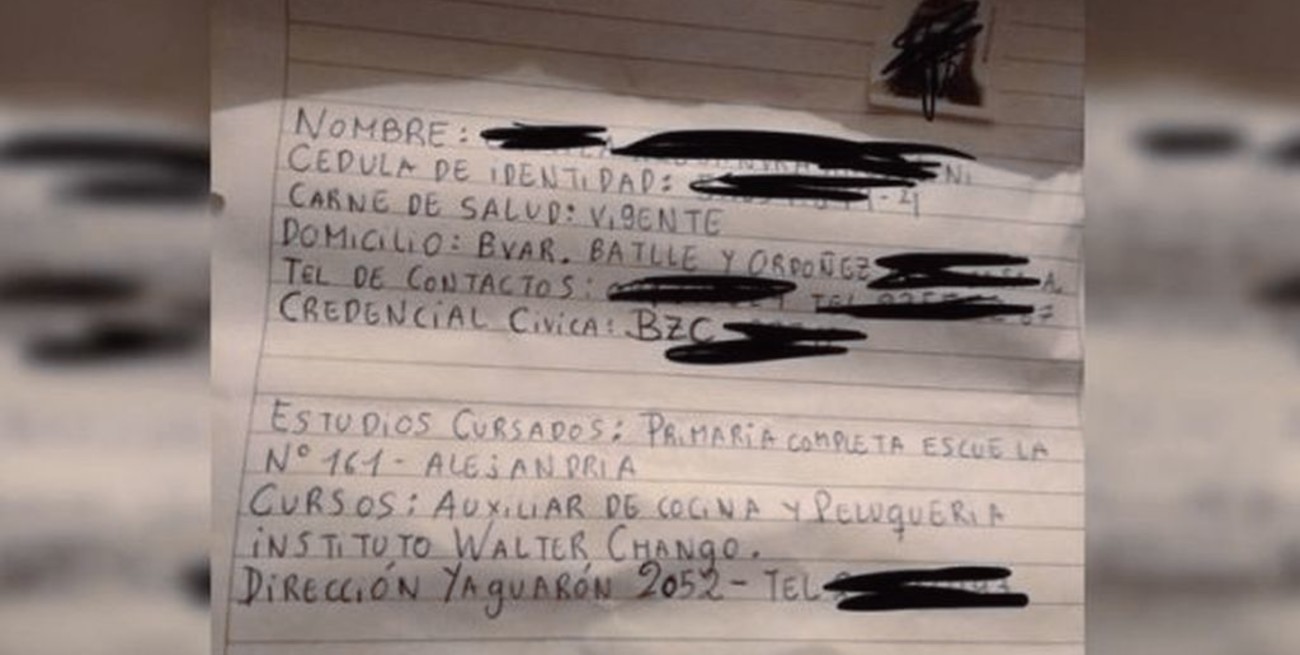 NOMBRE:
CEDULA DE IDENTIDAD:
CARNE DE SALUD: VIGENTE
DOMICILIO: BVAR. BATLLE Y ORDOÑEZ
TEL DE CONTACTOS: TEL
CREDENCIAL CIVICA: BZC
ESTUDIOS CURSADOS: PRIMARIA COMPLETA ESCUELA
Nº 161 - ALEJANDRIA
CURSOS: AUXILIAR DE COCINA Y PELUQUERIA
INSTITUTO WALTER CHANGO.
DIRECCIÓN YAGUARÓN 2052 - TEL